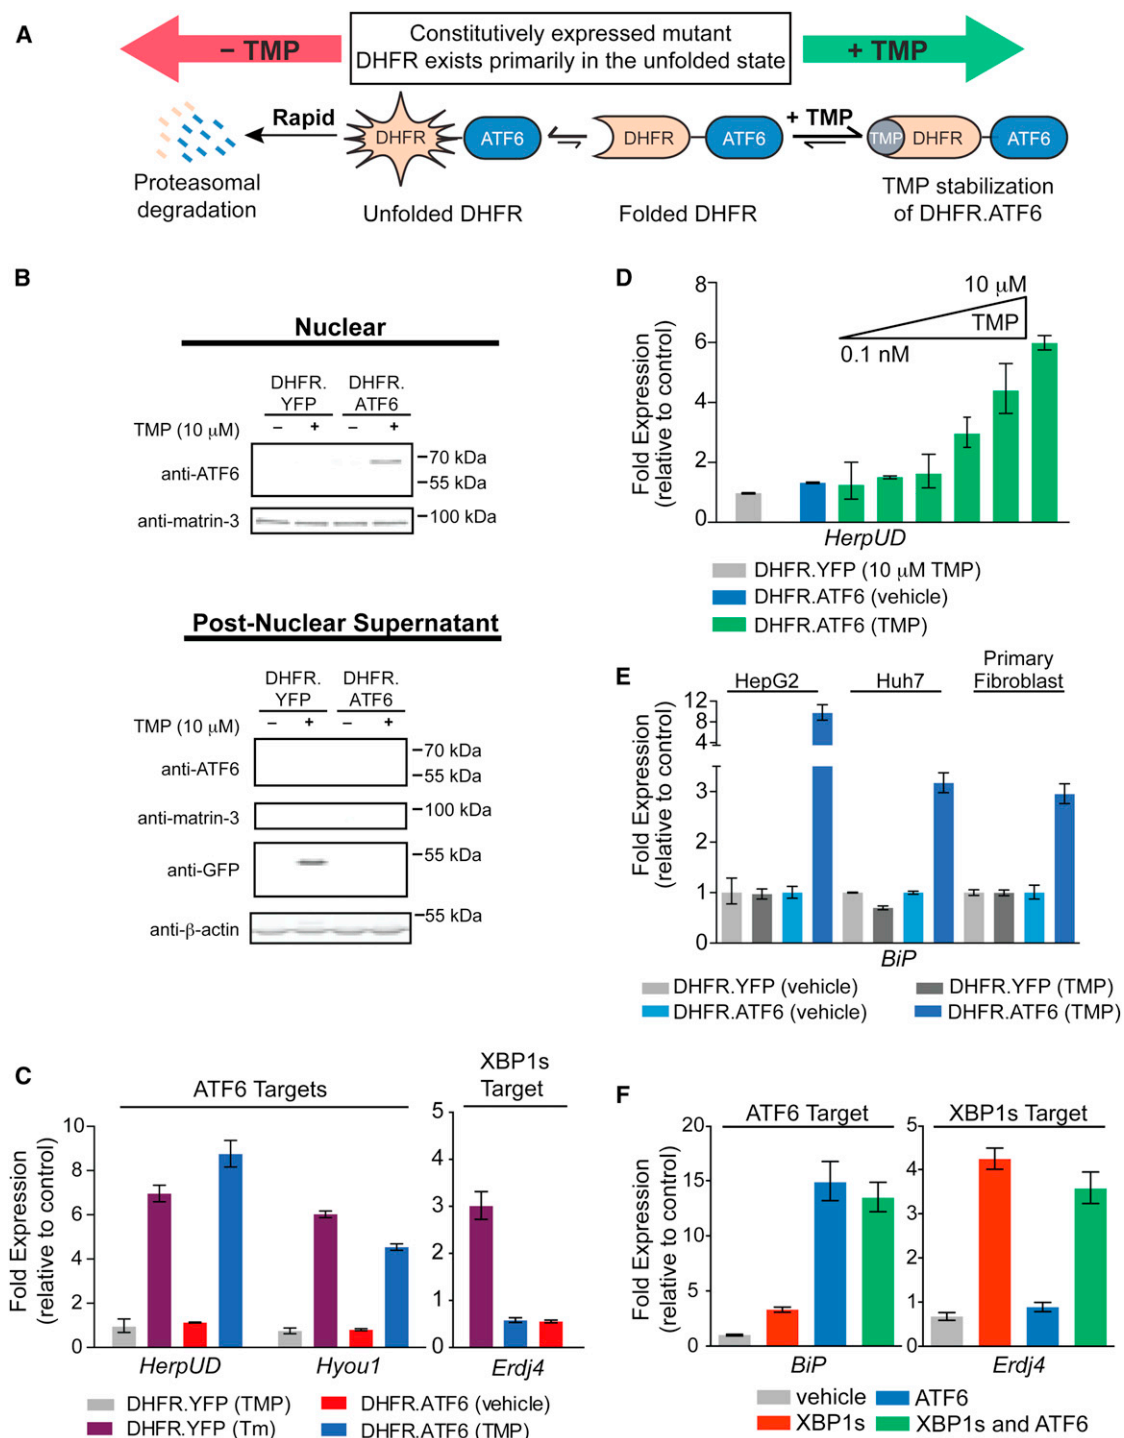 A
– TMP
Constitutively expressed mutant
DHFR exists primarily in the unfolded state
+ TMP
Rapid
DHFR
ATF6
DHFR
ATF6
+ TMP
TMP
DHFR
ATF6
Proteasomal
degradation
Unfolded DHFR
Folded DHFR
TMP stabilization
of DHFR.ATF6
B
Nuclear
DHFR.
YFP
DHFR.
ATF6
TMP (10 μM)
– + – +
anti-ATF6
70 kDa
55 kDa
anti-matrin-3
100 kDa
Post-Nuclear Supernatant
DHFR.
YFP
DHFR.
ATF6
TMP (10 μM)
– + – +
anti-ATF6
70 kDa
55 kDa
anti-matrin-3
100 kDa
anti-GFP
55 kDa
anti-β-actin
55 kDa
C
ATF6 Targets
XBP1s
Target
Fold Expression
(relative to control)
10
8
6
4
2
0
5
4
3
2
1
0
HerpUD
Hyou1
Erdj4
DHFR.YFP (TMP)
DHFR.ATF6 (vehicle)
DHFR.YFP (Tm)
DHFR.ATF6 (TMP)
D
Fold Expression
(relative to control)
8
6
4
2
0
10 μM
TMP
0.1 nM
HerpUD
DHFR.YFP (10 μM TMP)
DHFR.ATF6 (vehicle)
DHFR.ATF6 (TMP)
E
HepG2
Huh7
Primary
Fibroblast
Fold Expression
(relative to control)
12
8
4
3
2
1
0
BiP
DHFR.YFP (vehicle)
DHFR.YFP (TMP)
DHFR.ATF6 (vehicle)
DHFR.ATF6 (TMP)
F
ATF6 Target
XBP1s Target
Fold Expression
(relative to control)
20
15
10
5
0
5
4
3
2
1
0
BiP
Erdj4
vehicle
ATF6
XBP1s
XBP1s and ATF6